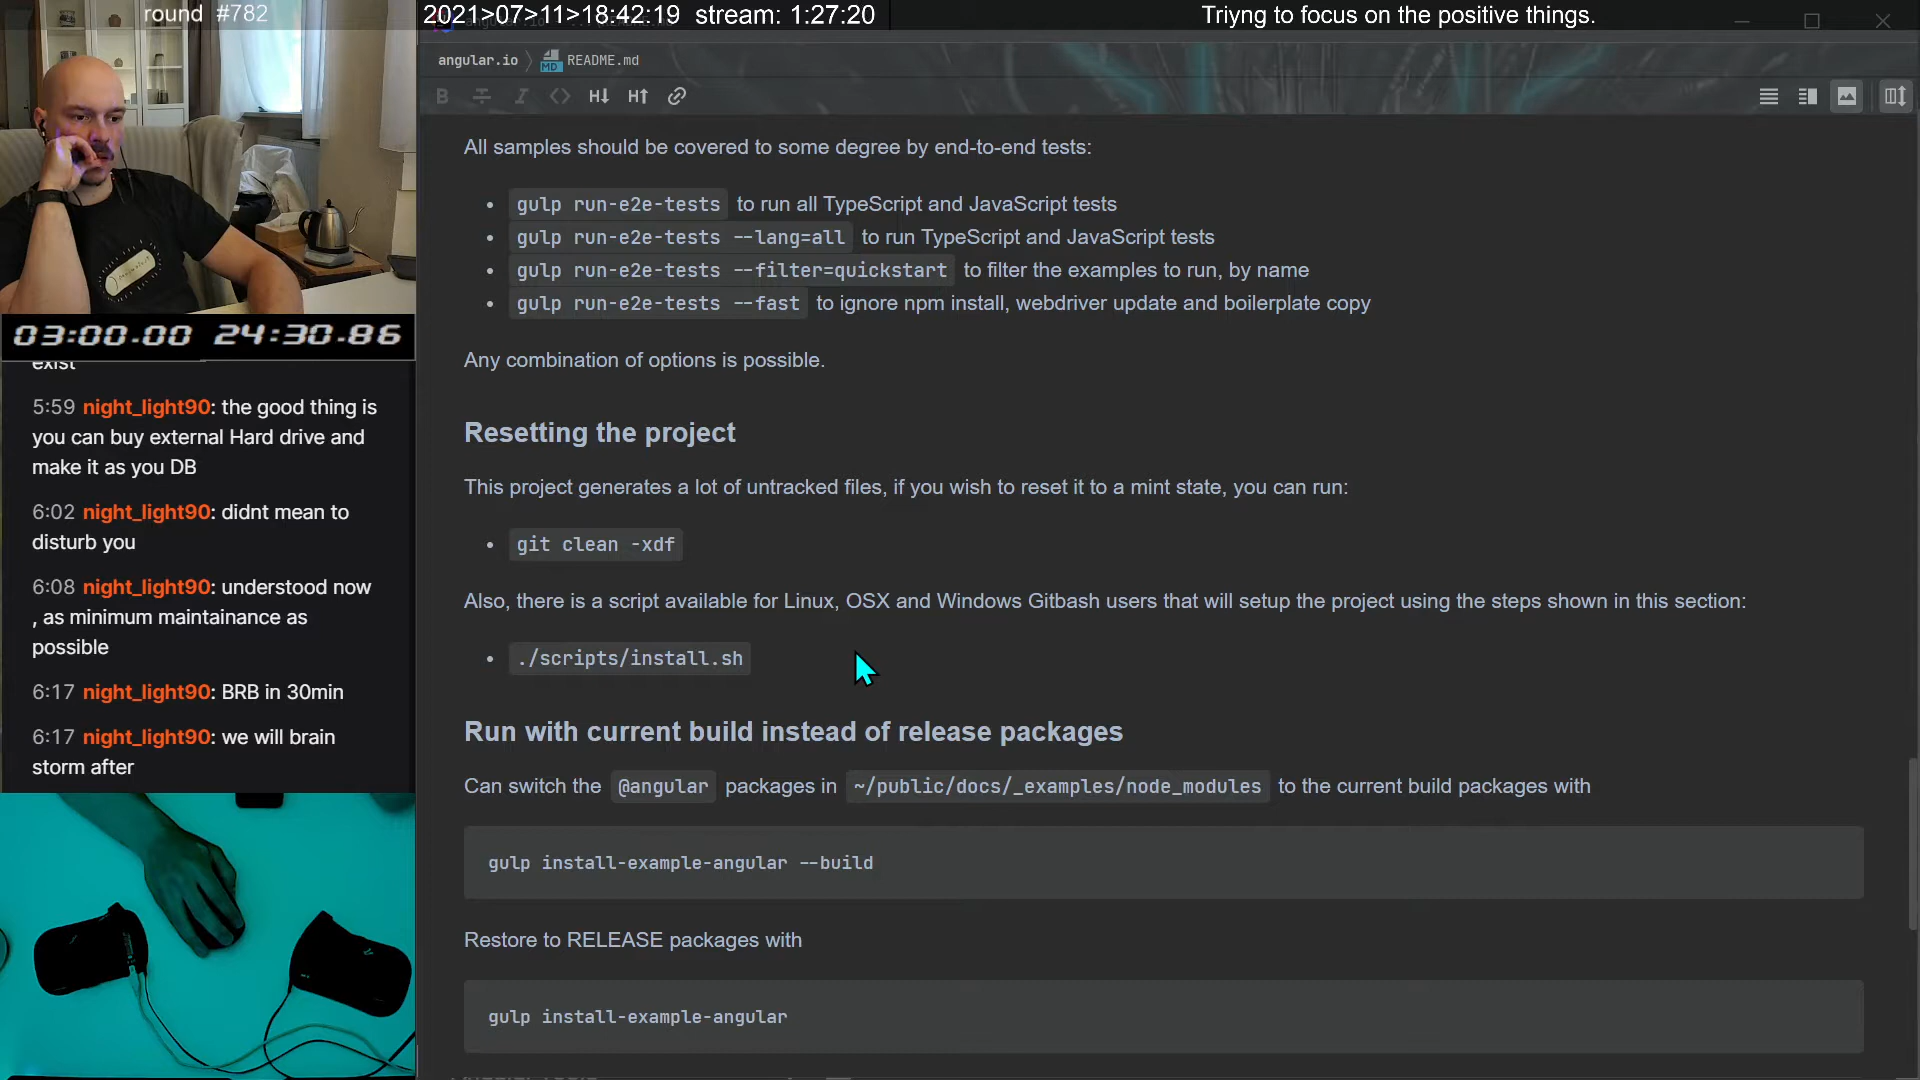 round #782
2021>07>11>18:42:19 stream: 1:27:20
Triyng to focus on the positive things.
03:00.00 24:30.86
exist
5:59 night_light90: the good thing is
you can buy external Hard drive and
make it as you DB
6:02 night_light90: didnt mean to
disturb you
6:08 night_light90: understood now
, as minimum maintainance as
possible
6:17 night_light90: BRB in 30min
6:17 night_light90: we will brain
storm after
angular.io
MD
README.md
B
I
<>
H↓
H↑
All samples should be covered to some degree by end-to-end tests:
• gulp run-e2e-tests to run all TypeScript and JavaScript tests
• gulp run-e2e-tests --lang=all to run TypeScript and JavaScript tests
• gulp run-e2e-tests --filter=quickstart to filter the examples to run, by name
• gulp run-e2e-tests --fast to ignore npm install, webdriver update and boilerplate copy
Any combination of options is possible.
Resetting the project
This project generates a lot of untracked files, if you wish to reset it to a mint state, you can run:
• git clean -xdf
Also, there is a script available for Linux, OSX and Windows Gitbash users that will setup the project using the steps shown in this section:
• ./scripts/install.sh
Run with current build instead of release packages
Can switch the @angular packages in ~/public/docs/_examples/node_modules to the current build packages with
gulp install-example-angular --build
Restore to RELEASE packages with
gulp install-example-angular